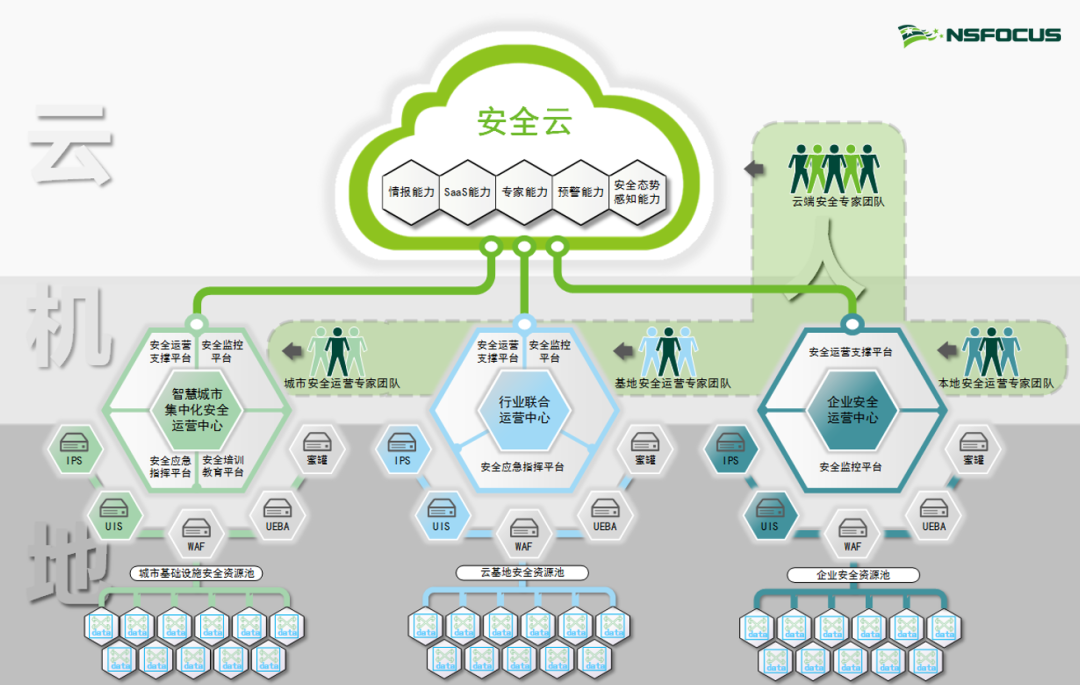 NSFOCUS
云
安全云
情报能力
SaaS能力
专家能力
预警能力
安全态势
感知能力
云端安全专家团队
人
机
安全运营
支撑平台
安全监控
平台
智慧城市
集中化安全
运营中心
安全应急
指挥平台
安全培训
教育平台
城市安全运营专家团队
安全运营
支撑平台
安全监控
平台
行业联合
运营中心
安全应急指挥平台
基地安全运营专家团队
安全运营支撑平台
企业安全
运营中心
安全监控平台
本地安全运营专家团队
地
IPS
UIS
WAF
UEBA
蜜罐
IPS
UIS
WAF
UEBA
蜜罐
IPS
UIS
WAF
UEBA
蜜罐
城市基础设施安全资源池
data data data data data data
data data data data data
云基地安全资源池
data data data data data data
data data data data data
企业安全资源池
data data data data data data
data data data data data